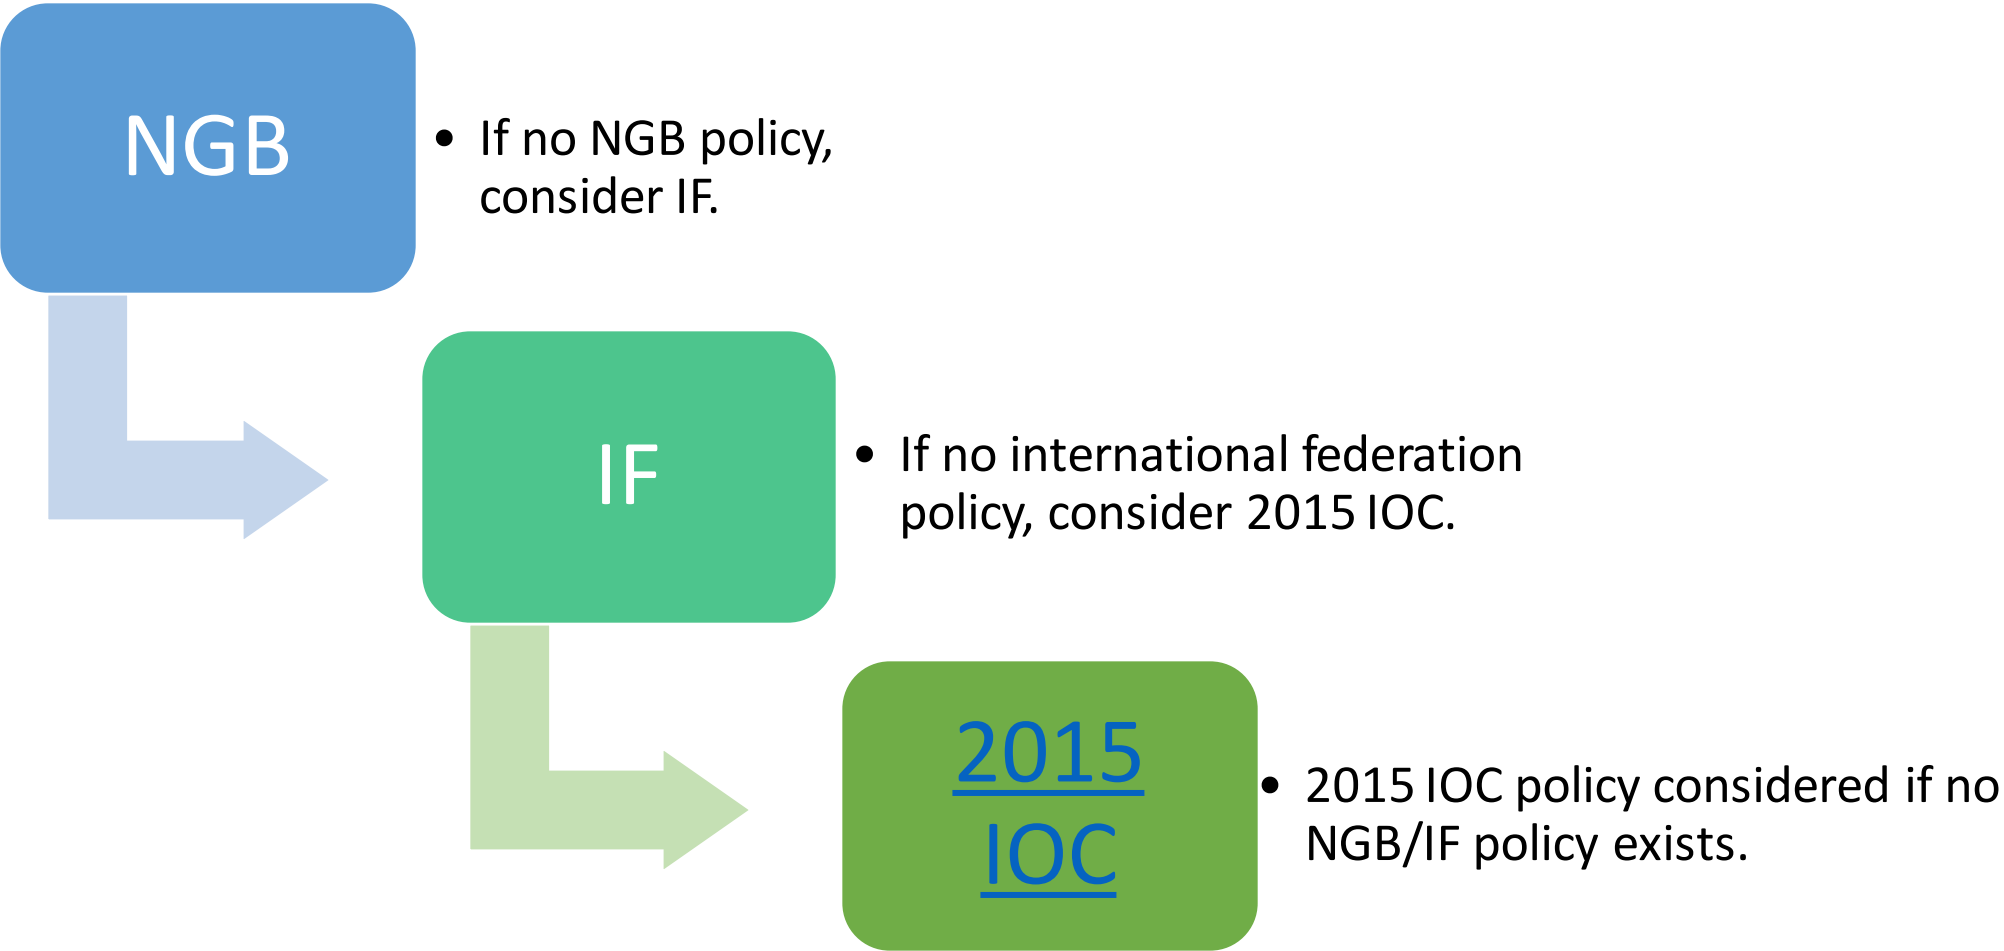 NGB
• If no NGB policy,
consider IF.
IF
• If no international federation
policy, consider 2015 IOC.
2015
IOC
• 2015 IOC policy considered if no
NGB/IF policy exists.